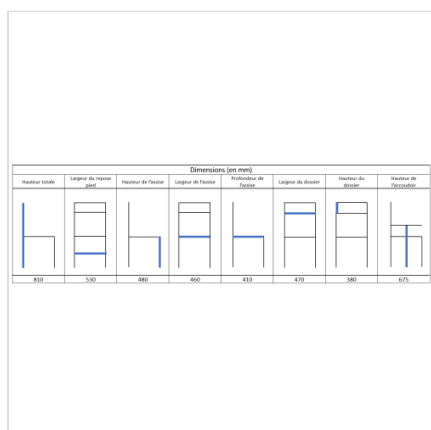 Dimensions (en mm)
Hauteur totale
Largeur du repose
pied
Hauteur de l'assise
Largeur de l'assise
Profondeur de
l'assise
Largeur du dossier
Hauteur du
dossier
Hauteur de
l'accoudoir
810
530
480
460
410
470
380
675